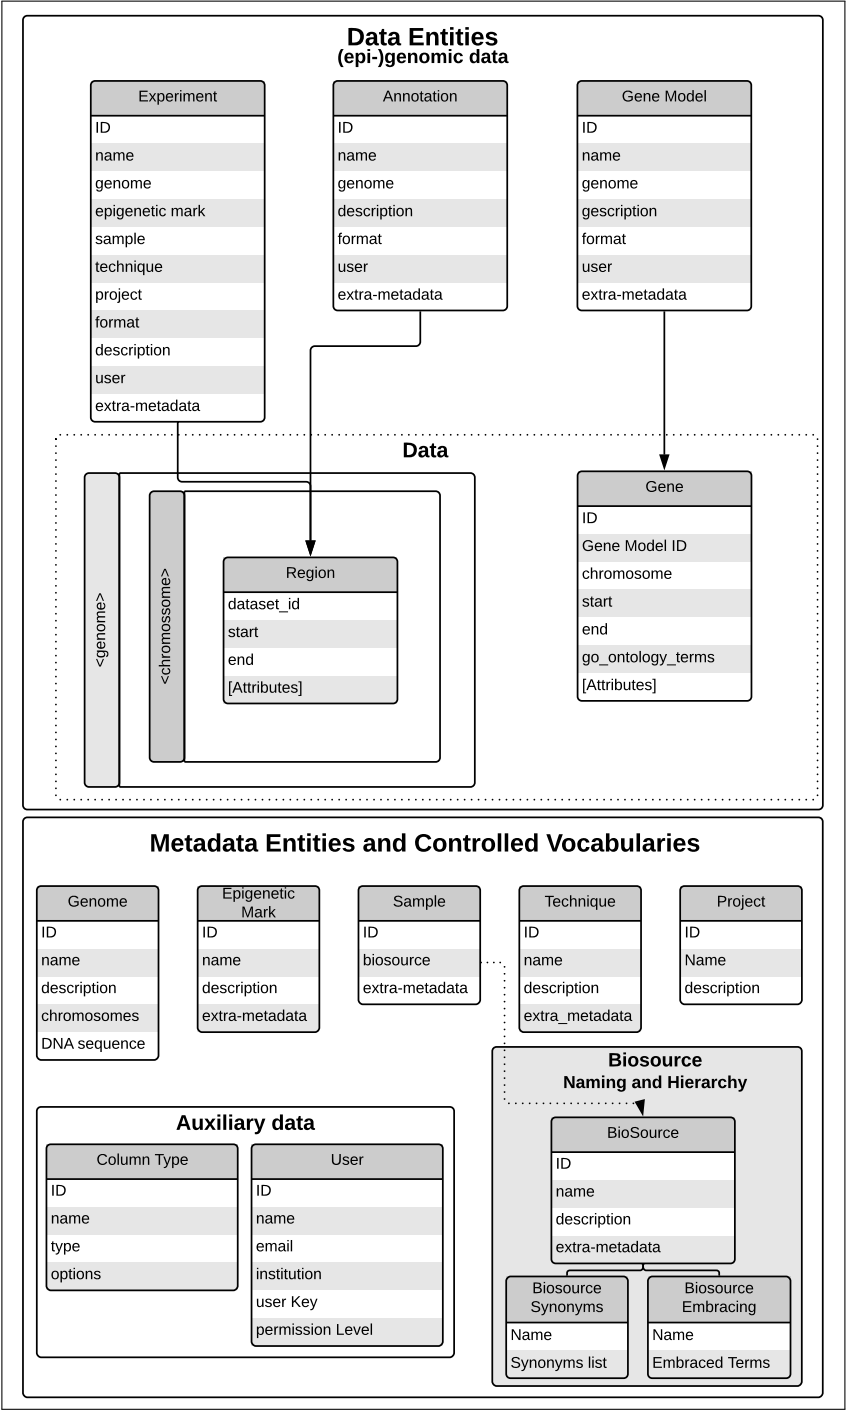 Data Entities
(epi-)genomic data
Experiment
ID
name
genome
epigenetic mark
sample
technique
project
format
description
user
extra-metadata
Annotation
ID
name
genome
description
format
user
extra-metadata
Gene Model
ID
name
genome
gescription
format
user
extra-metadata
Data
<genome>
<chromossome>
Region
dataset_id
start
end
[Attributes]
Gene
ID
Gene Model ID
chromosome
start
end
go_ontology_terms
[Attributes]
Metadata Entities and Controlled Vocabularies
Genome
ID
name
description
chromosomes
DNA sequence
Epigenetic
Mark
ID
name
description
extra-metadata
Sample
ID
biosource
extra-metadata
Technique
ID
name
description
extra_metadata
Project
ID
Name
description
Auxiliary data
Column Type
ID
name
type
options
User
ID
name
email
institution
user Key
permission Level
Biosource
Naming and Hierarchy
BioSource
ID
name
description
extra-metadata
Biosource
Synonyms
Name
Synonyms list
Biosource
Embracing
Name
Embraced Terms